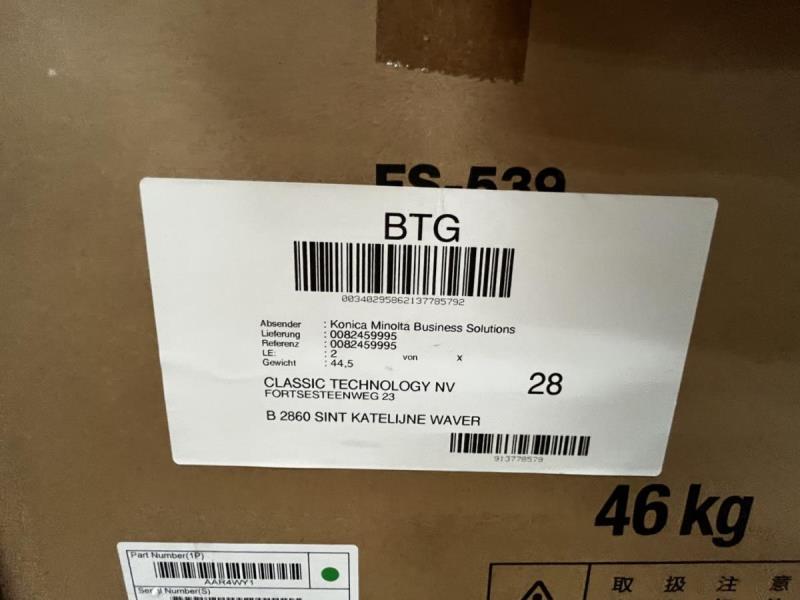 FS-539
BTG
00340295862137785792
Absender : Konica Minolta Business Solutions
Lieferung : 0082459995
Referenz : 0082459995
LE: : 2 von x
Gewicht : 44,5
CLASSIC TECHNOLOGY NV 28
FORTSESTEENWEG 23
B 2860 SINT KATELIJNE WAVER
913778579
46 kg
Part Number(1P)
AAR4WY1
Serial Number(S)
取扱注意